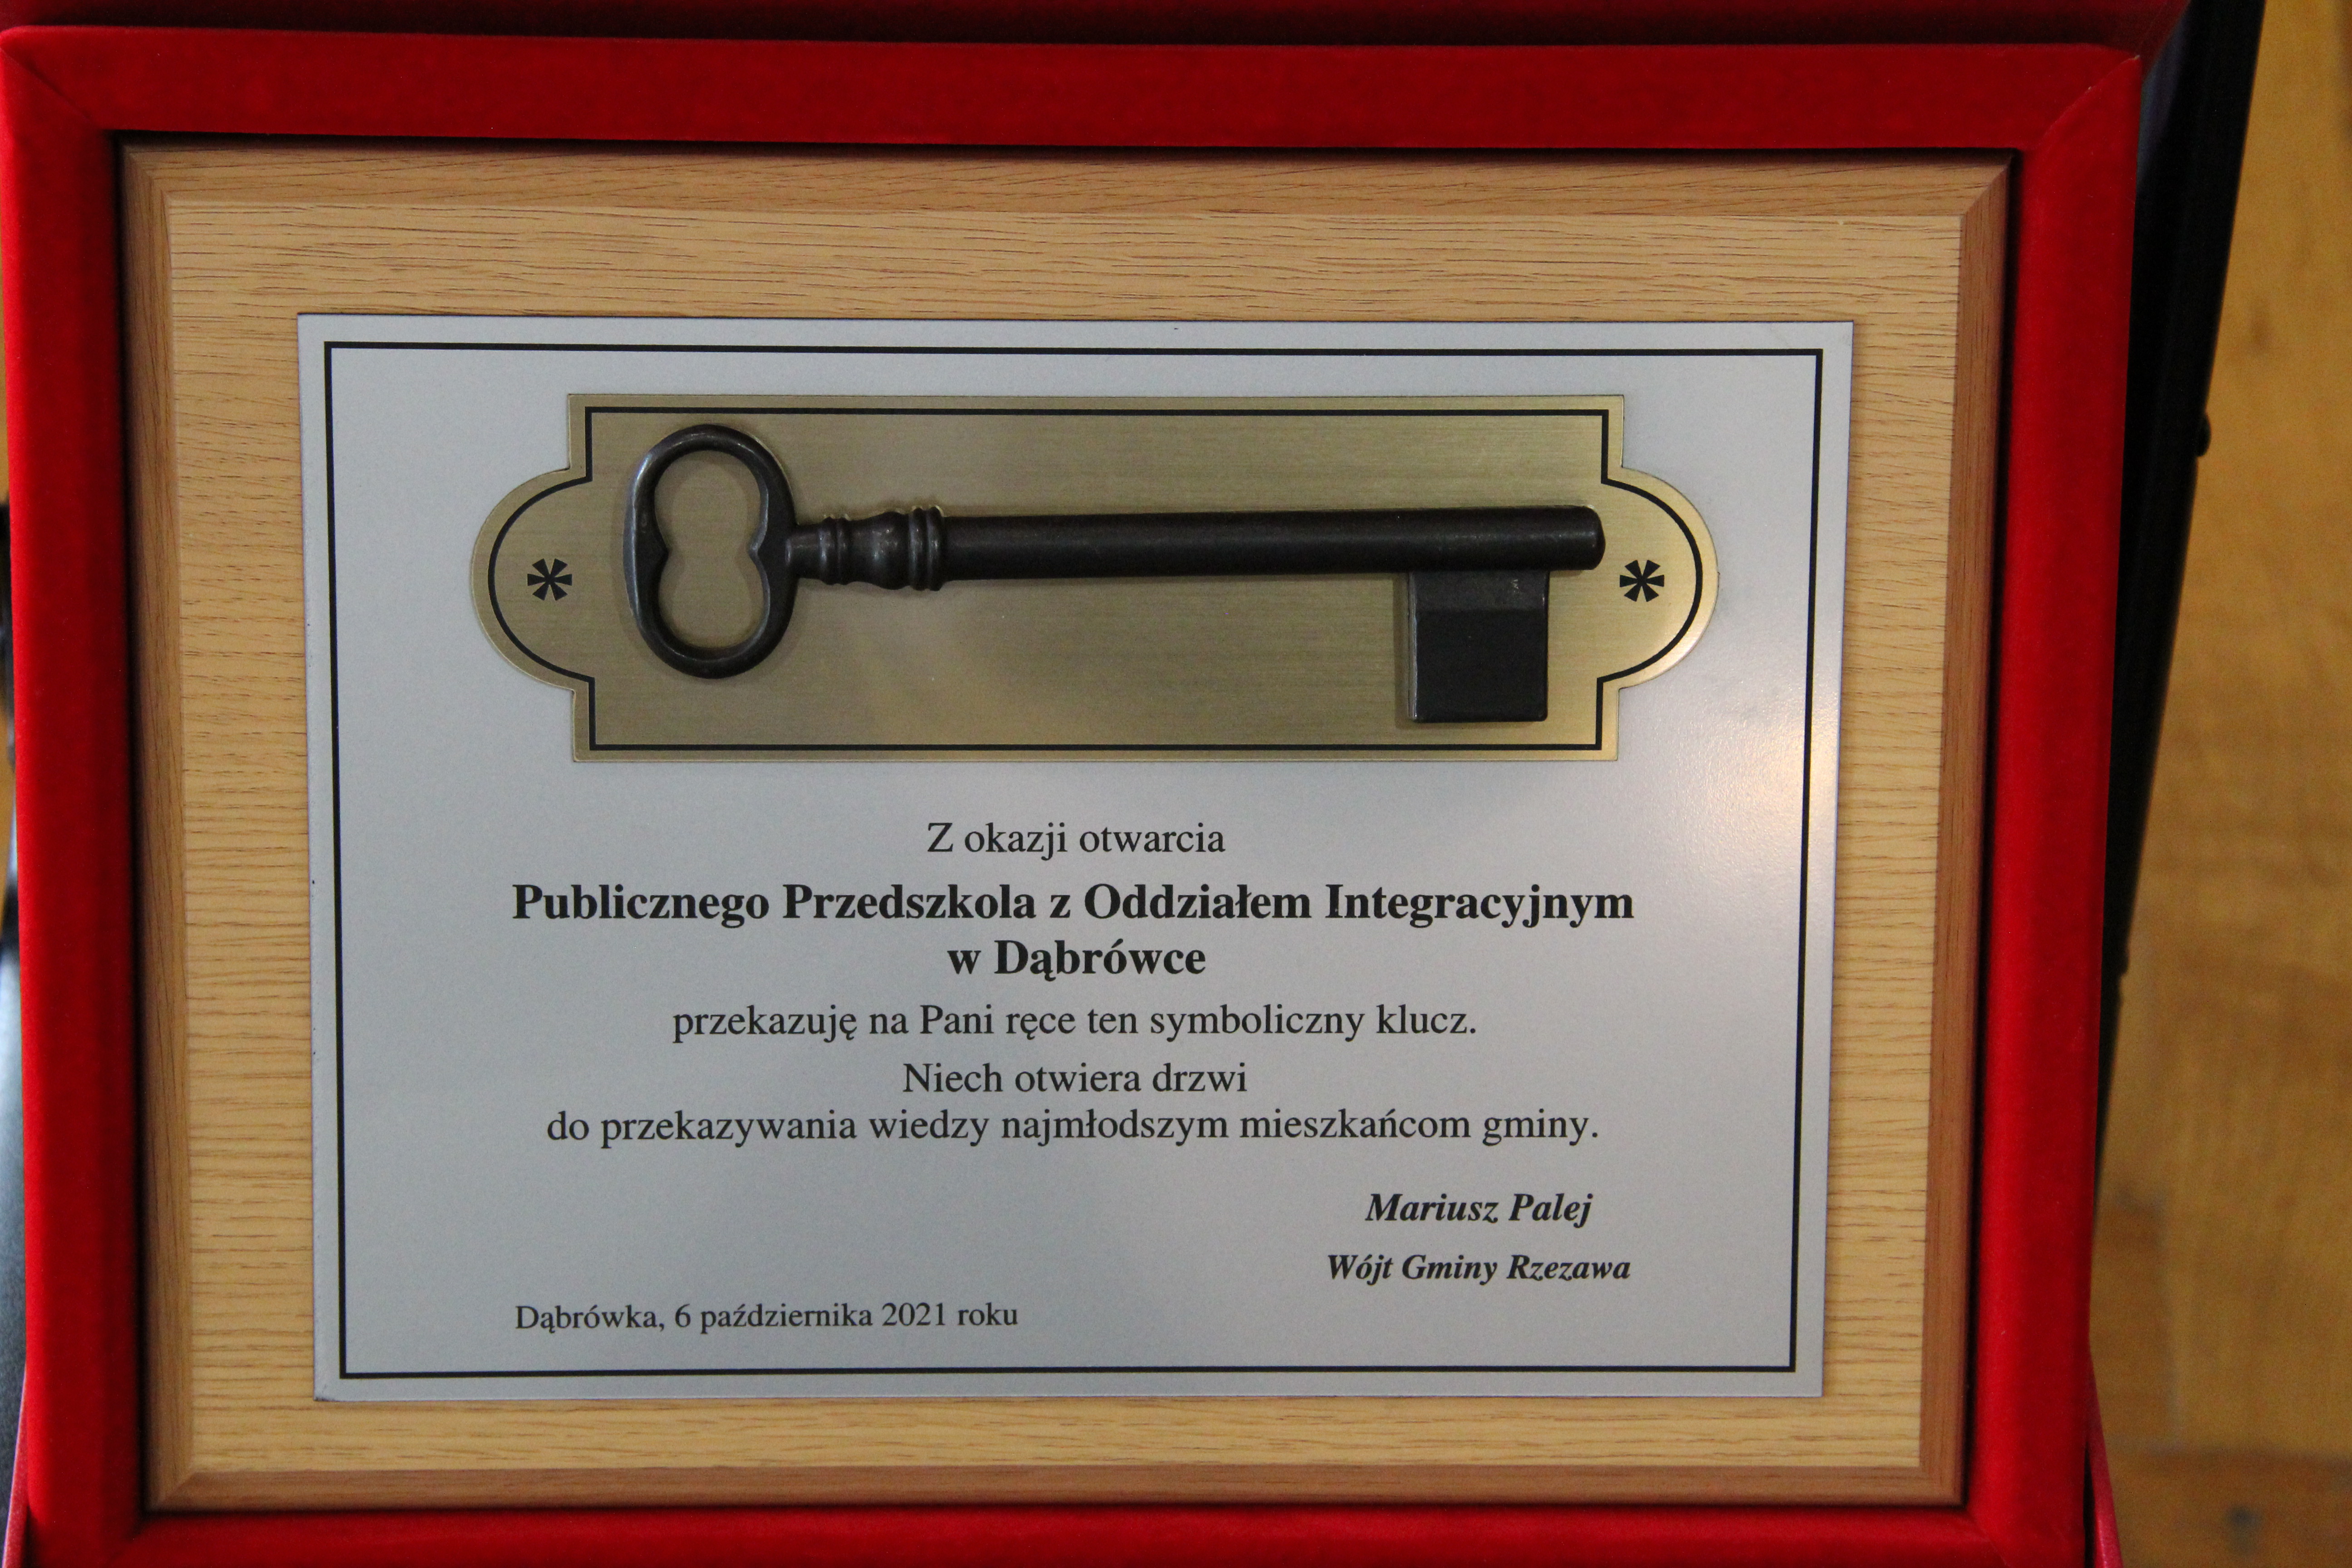 Z okazji otwarcia
Publicznego Przedszkola z Oddziałem Integracyjnym
w Dąbrówce
przekazuję na Pani ręce ten symboliczny klucz.
Niech otwiera drzwi
do przekazywania wiedzy najmłodszym mieszkańcom gminy.
Mariusz Palej
Wójt Gminy Rzezawa
Dąbrówka, 6 października 2021 roku